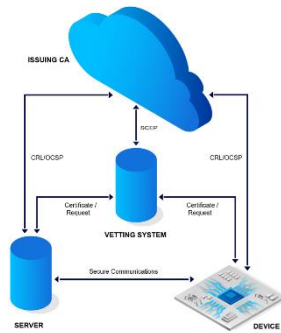 ISSUING CA
SCEP
CRL/OCSP
CRL/OCSP
Certificate /
Request
Certificate /
Request
VETTING SYSTEM
Secure Communications
SERVER
DEVICE